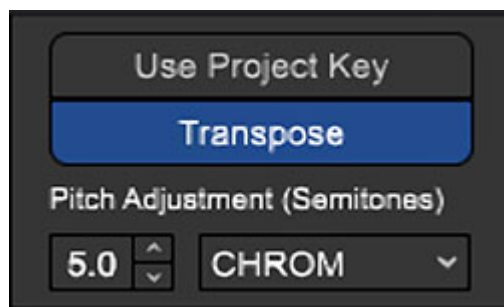 Use Project Key
Transpose
Pitch Adjustment (Semitones)
5.0 CHROM